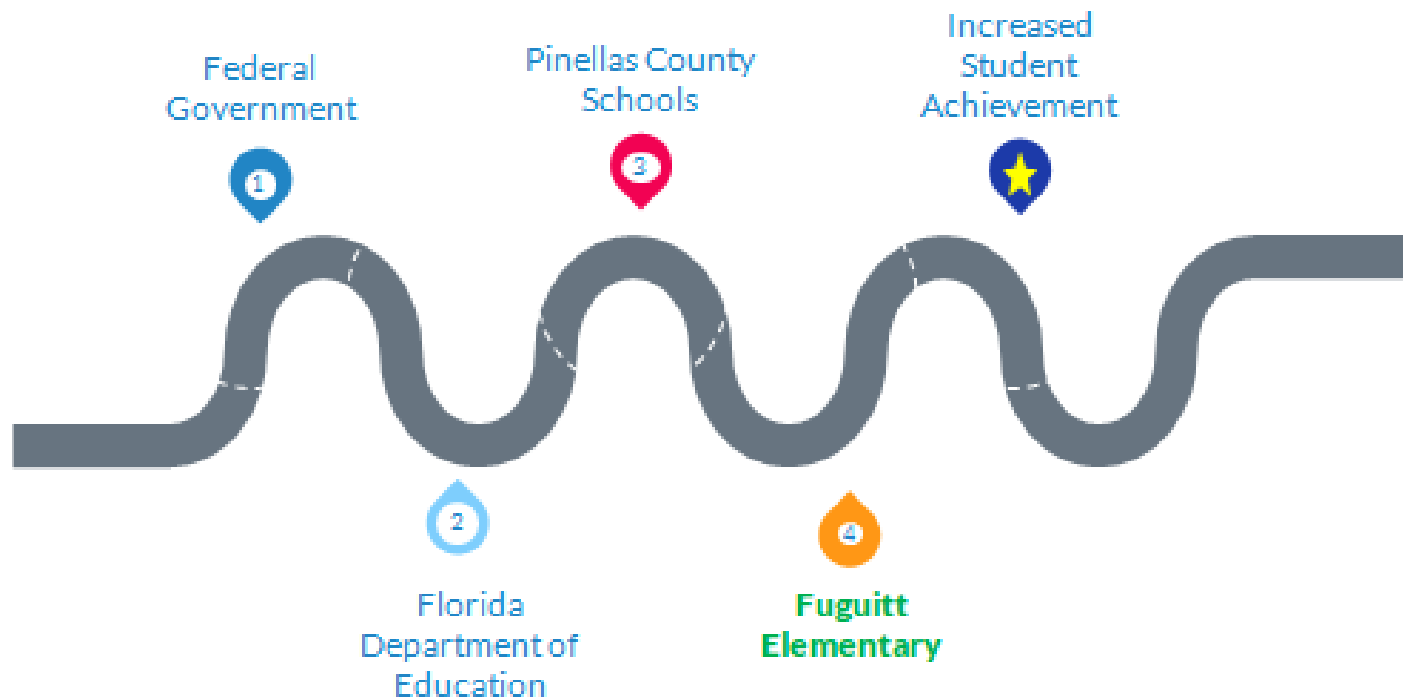 Federal
Government
1
Pinellas County
Schools
3
Increased
Student
Achievement
2
Florida
Department of
Education
4
Fuguitt
Elementary